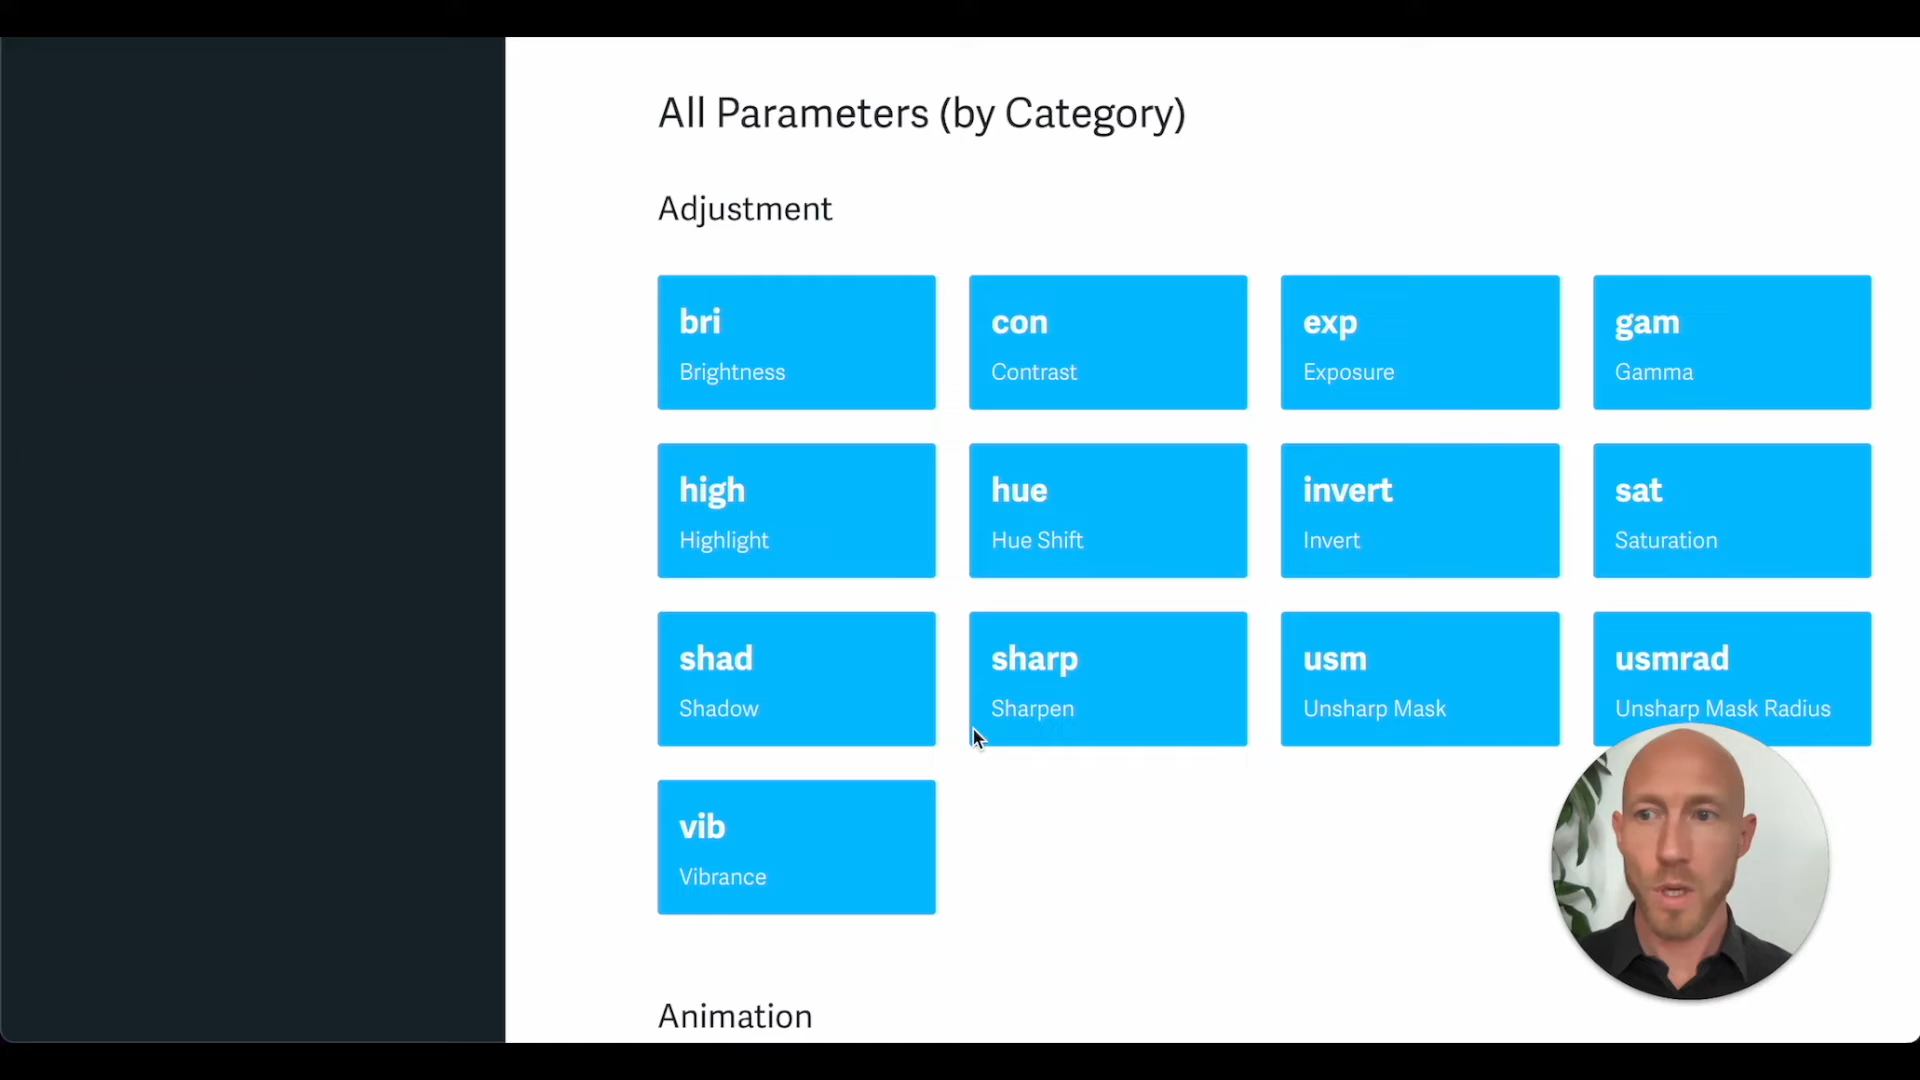 All Parameters (by Category)
Adjustment
bri
Brightness
con
Contrast
exp
Exposure
gam
Gamma
high
Highlight
hue
Hue Shift
invert
Invert
sat
Saturation
shad
Shadow
sharp
Sharpen
usm
Unsharp Mask
usmrad
Unsharp Mask Radius
vib
Vibrance
Animation